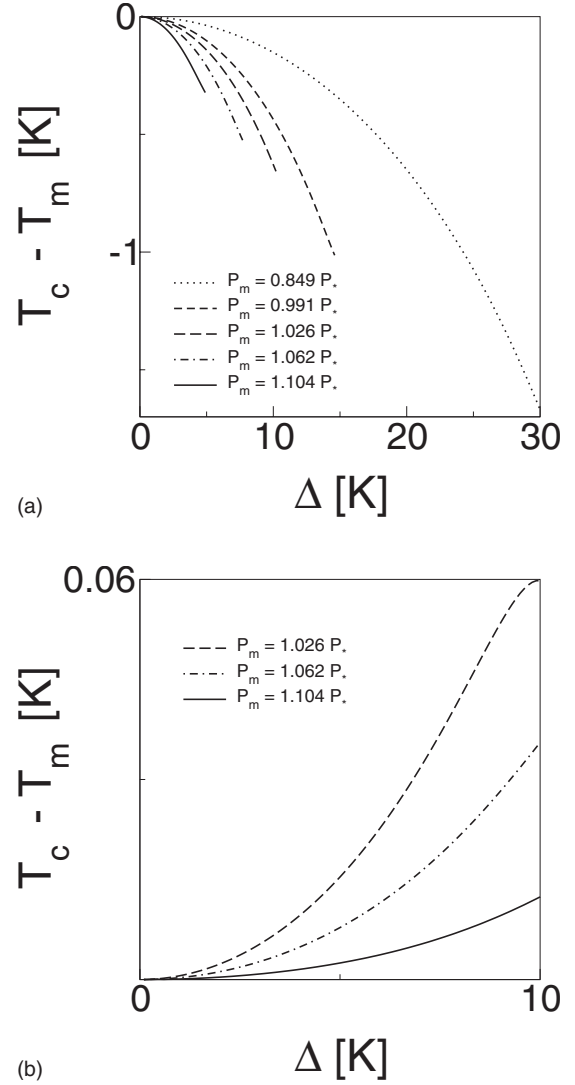 0
T_c - T_m [K]
-1
P_m = 0.849 P_*
P_m = 0.991 P_*
P_m = 1.026 P_*
P_m = 1.062 P_*
P_m = 1.104 P_*
0 10 20 30
Δ [K]
(a)
0.06
T_c - T_m [K]
P_m = 1.026 P_*
P_m = 1.062 P_*
P_m = 1.104 P_*
0 10
Δ [K]
(b)